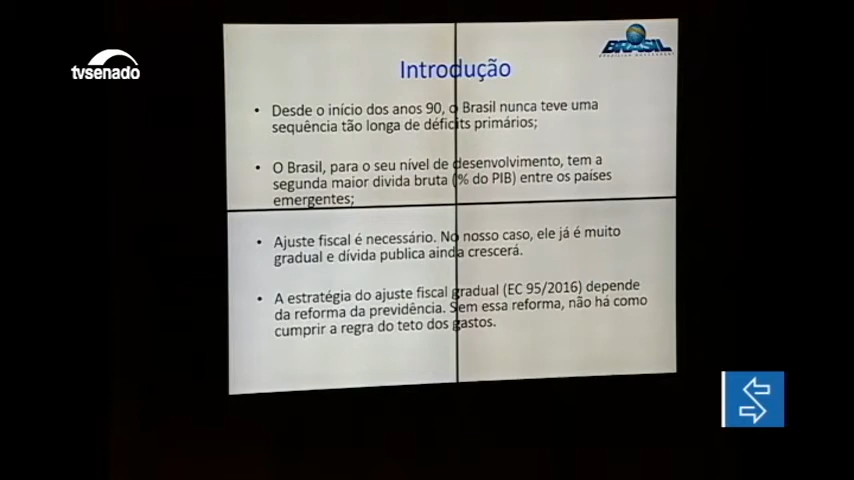 tvsenado
BRASIL
Introdução
• Desde o início dos anos 90, o Brasil nunca teve uma
sequência tão longa de déficits primários;
• O Brasil, para o seu nível de desenvolvimento, tem a
segunda maior divida bruta (% do PIB) entre os países
emergentes;
• Ajuste fiscal é necessário. No nosso caso, ele já é muito
gradual e dívida publica ainda crescerá.
• A estratégia do ajuste fiscal gradual (EC 95/2016) depende
da reforma da previdência. Sem essa reforma, não há como
cumprir a regra do teto dos gastos.